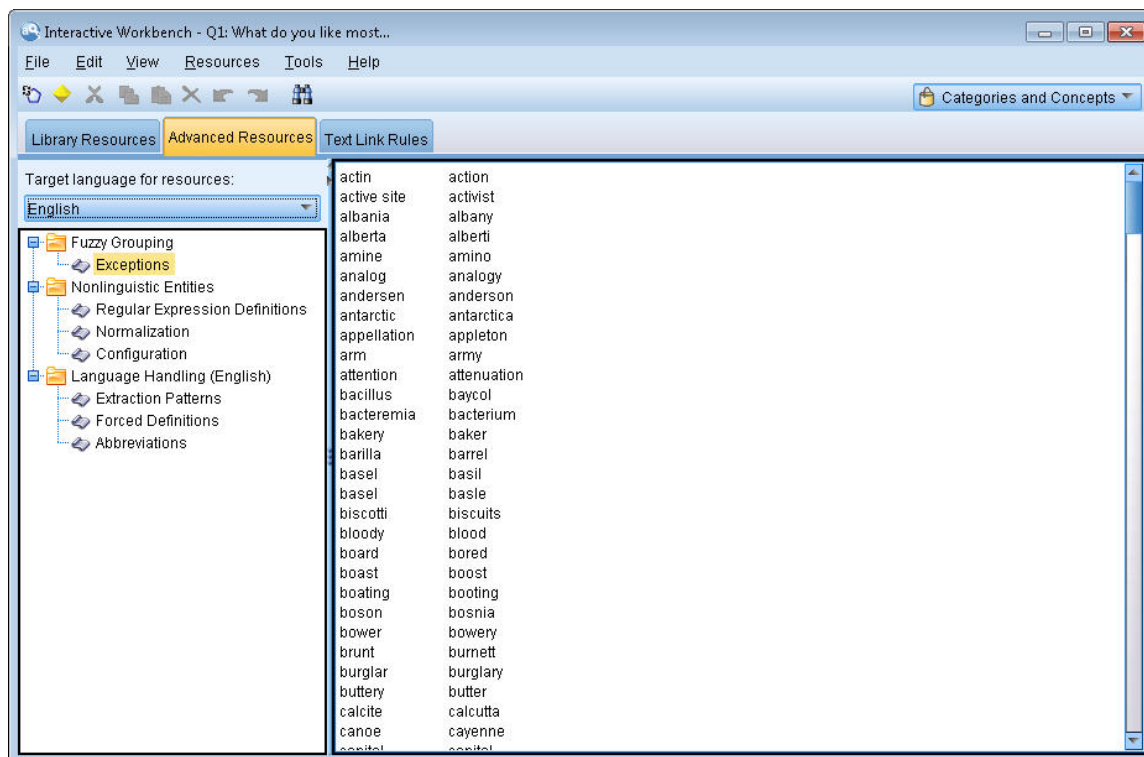 Interactive Workbench - Q1: What do you like most...
File Edit View Resources Tools Help
Categories and Concepts
Library Resources Advanced Resources Text Link Rules
Target language for resources:
English
Fuzzy Grouping
Exceptions
Nonlinguistic Entities
Regular Expression Definitions
Normalization
Configuration
Language Handling (English)
Extraction Patterns
Forced Definitions
Abbreviations
actin action
active site activist
albania albany
alberta alberti
amine amino
analog analogy
andersen anderson
antarctic antarctica
appellation appleton
arm army
attention attenuation
bacillus baycol
bacteremia bacterium
bakery baker
barilla barrel
basel basil
basel basle
biscotti biscuits
bloody blood
board bored
boast boost
boating booting
boson bosnia
bower bowery
brunt burnett
burglar burglary
buttery butter
calcite calcutta
canoe cayenne